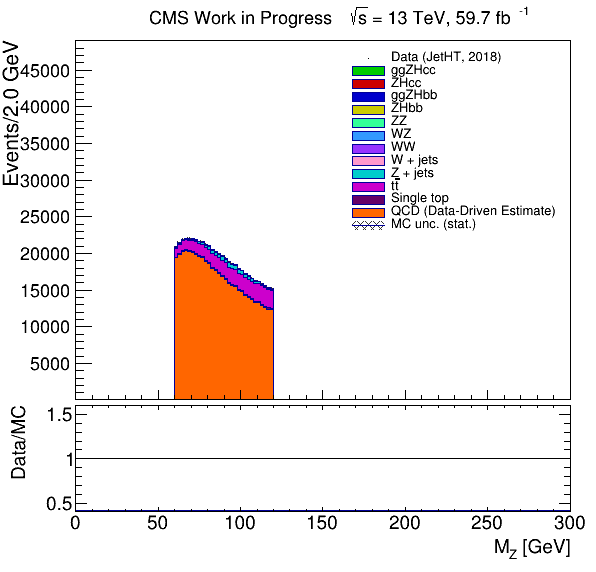 CMS Work in Progress √s = 13 TeV, 59.7 fb⁻¹
Events/2.0 GeV
45000
40000
35000
30000
25000
20000
15000
10000
5000
Data (JetHT, 2018)
ggZHcc
ZHcc
ggZHbb
ZHbb
ZZ
WZ
WW
W + jets
Z + jets
tt̅
Single top
QCD (Data-Driven Estimate)
MC unc. (stat.)
Data/MC
1.5
1
0.5
0 50 100 150 200 250 300
M_Z [GeV]